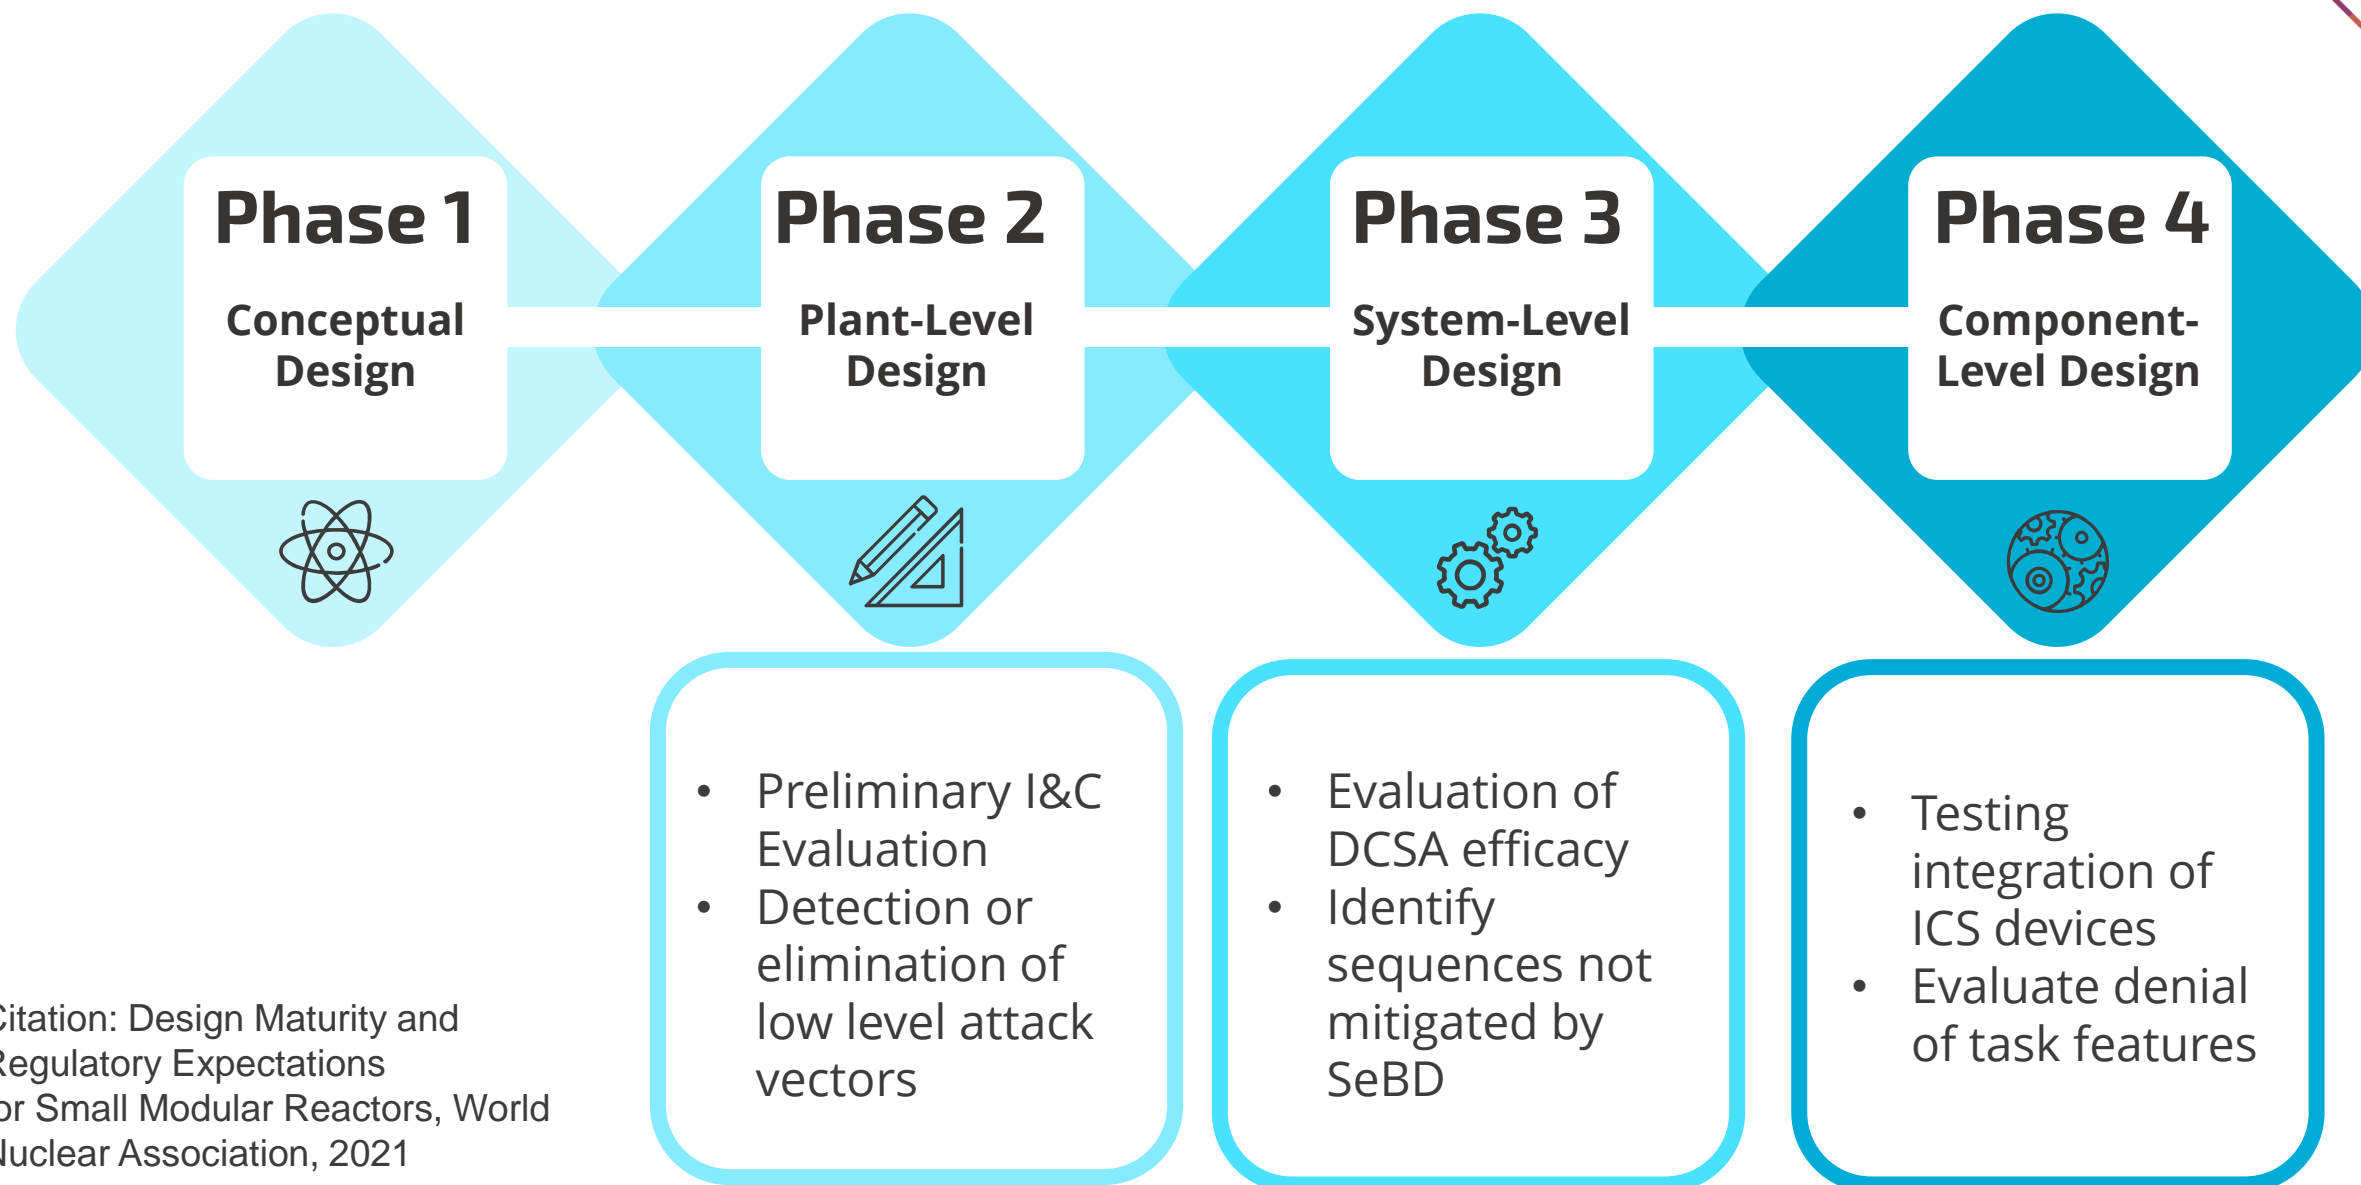 Phase 1
Conceptual
Design
Phase 2
Plant-Level
Design
Phase 3
System-Level
Design
Phase 4
Component-
Level Design
• Preliminary I&C
Evaluation
• Detection or
elimination of
low level attack
vectors
• Evaluation of
DCSA efficacy
• Identify
sequences not
mitigated by
SeBD
• Testing
integration of
ICS devices
• Evaluate denial
of task features
Citation: Design Maturity and
Regulatory Expectations
for Small Modular Reactors, World
Nuclear Association, 2021